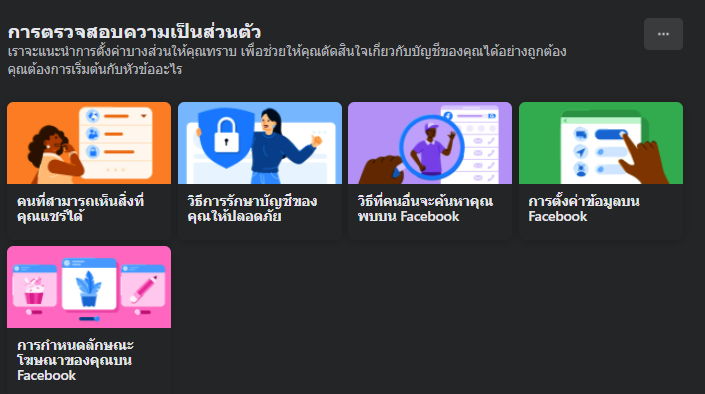 การตรวจสอบความเป็นส่วนตัว
เราจะแนะนำการตั้งค่าบางส่วนให้คุณทราบ เพื่อช่วยให้คุณตัดสินใจเกี่ยวกับบัญชีของคุณได้อย่างถูกต้อง
คุณต้องการเริ่มต้นกับหัวข้ออะไร
คนที่สามารถเห็นสิ่งที่
คุณแชร์ได้
วิธีการรักษาบัญชีของ
คุณให้ปลอดภัย
วิธีที่คนอื่นจะค้นหาคุณ
พบบน Facebook
การตั้งค่าข้อมูลบน
Facebook
การกำหนดลักษณะ
โฆษณาของคุณบน
Facebook